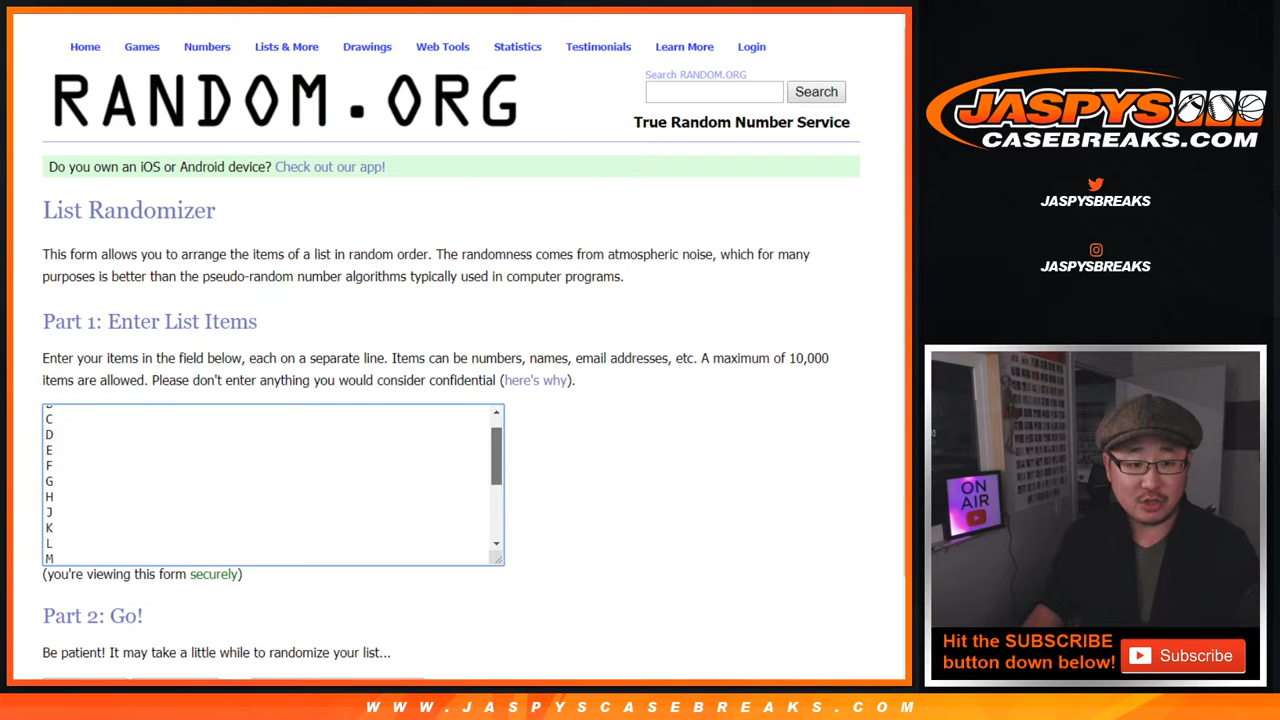 Home Games Numbers Lists & More Drawings Web Tools Statistics Testimonials Learn More Login
RANDOM.ORG
Search RANDOM.ORG
Search
True Random Number Service
Do you own an iOS or Android device? Check out our app!
List Randomizer
This form allows you to arrange the items of a list in random order. The randomness comes from atmospheric noise, which for many
purposes is better than the pseudo-random number algorithms typically used in computer programs.
Part 1: Enter List Items
Enter your items in the field below, each on a separate line. Items can be numbers, names, email addresses, etc. A maximum of 10,000
items are allowed. Please don't enter anything you would consider confidential (here's why).
C
D
E
F
G
H
J
K
L
M
(you're viewing this form securely)
Part 2: Go!
Be patient! It may take a little while to randomize your list...
JASPYS
CASEBREAKS.COM
JASPYSBREAKS
JASPYSBREAKS
ON
AIR
Hit the SUBSCRIBE
button down below!
Subscribe
WWW.JASPYSCASEBREAKS.COM